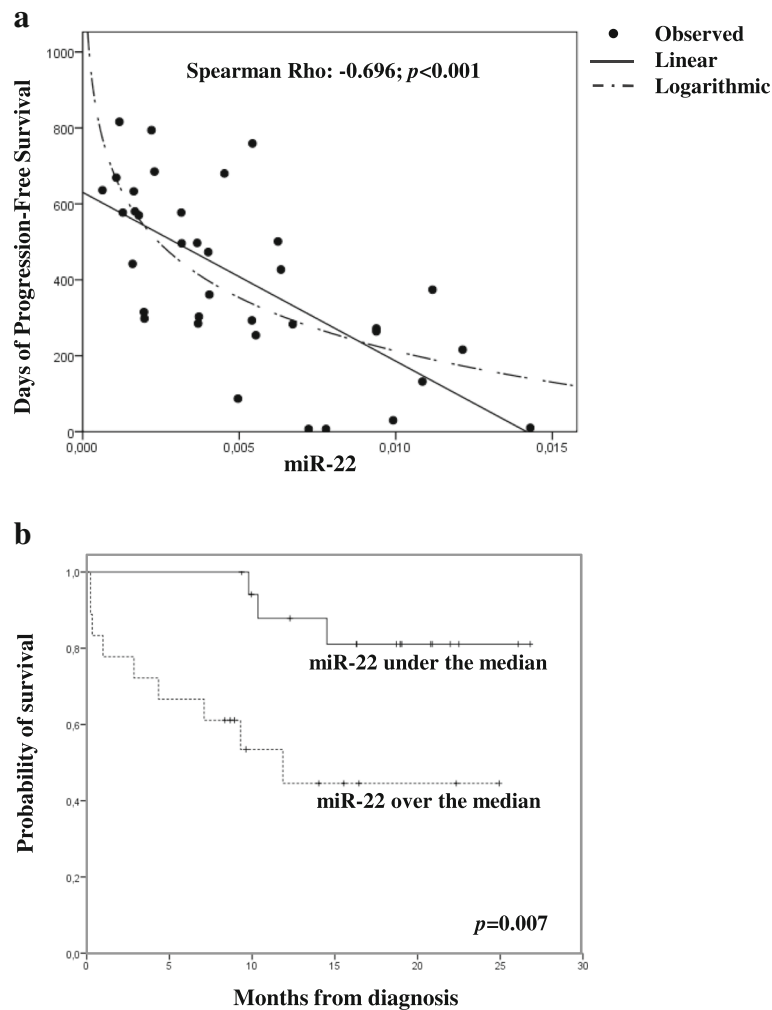 a
Observed
Linear
Logarithmic
Spearman Rho: -0.696; p<0.001
Days of Progression-Free Survival
1000
800
600
400
200
0
0,000
0,005
0,010
0,015
miR-22
b
Probability of survival
1,0
0,8
0,6
0,4
0,2
0,0
miR-22 under the median
miR-22 over the median
p=0.007
0
5
10
15
20
25
30
Months from diagnosis